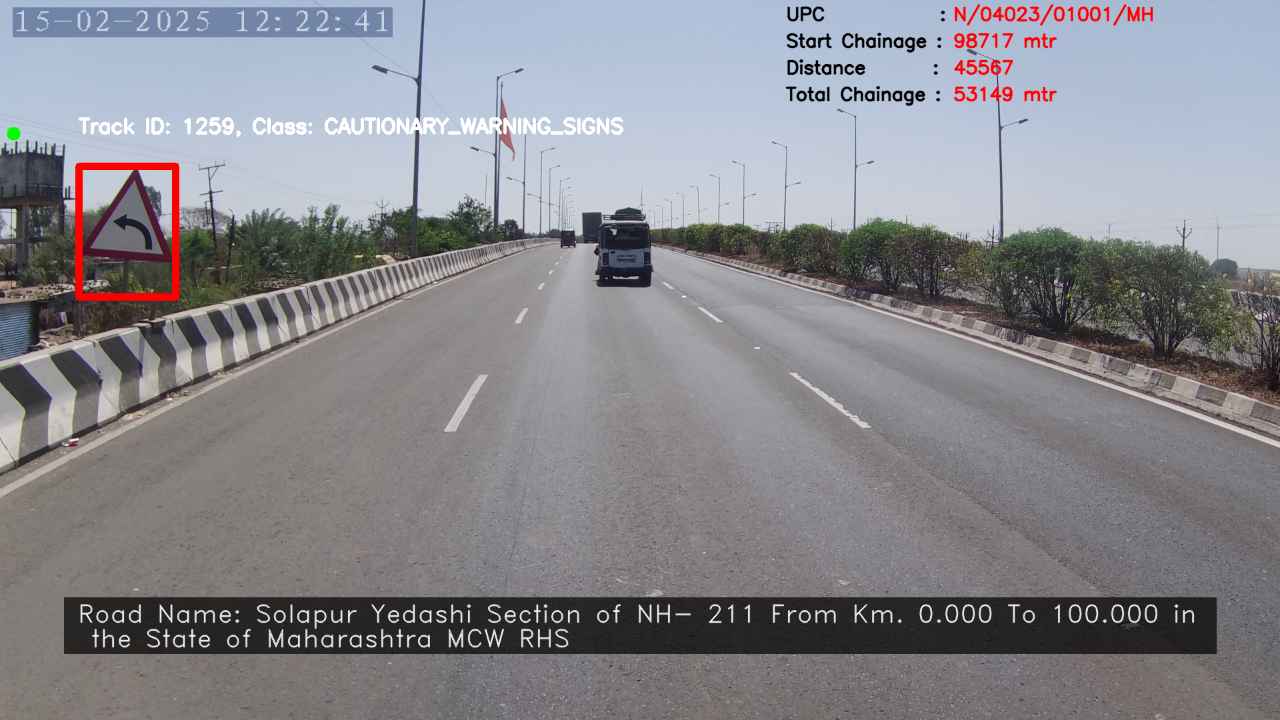 15-02-2025 12:22:41
UPC : N/04023/01001/MH
Start Chainage : 98717 mtr
Distance : 45567
Total Chainage : 53149 mtr
Track ID: 1259, Class: CAUTIONARY_WARNING_SIGNS
Road Name: Solapur Yedashi Section of NH- 211 From Km. 0.000 To 100.000 in
the State of Maharashtra MCW RHS